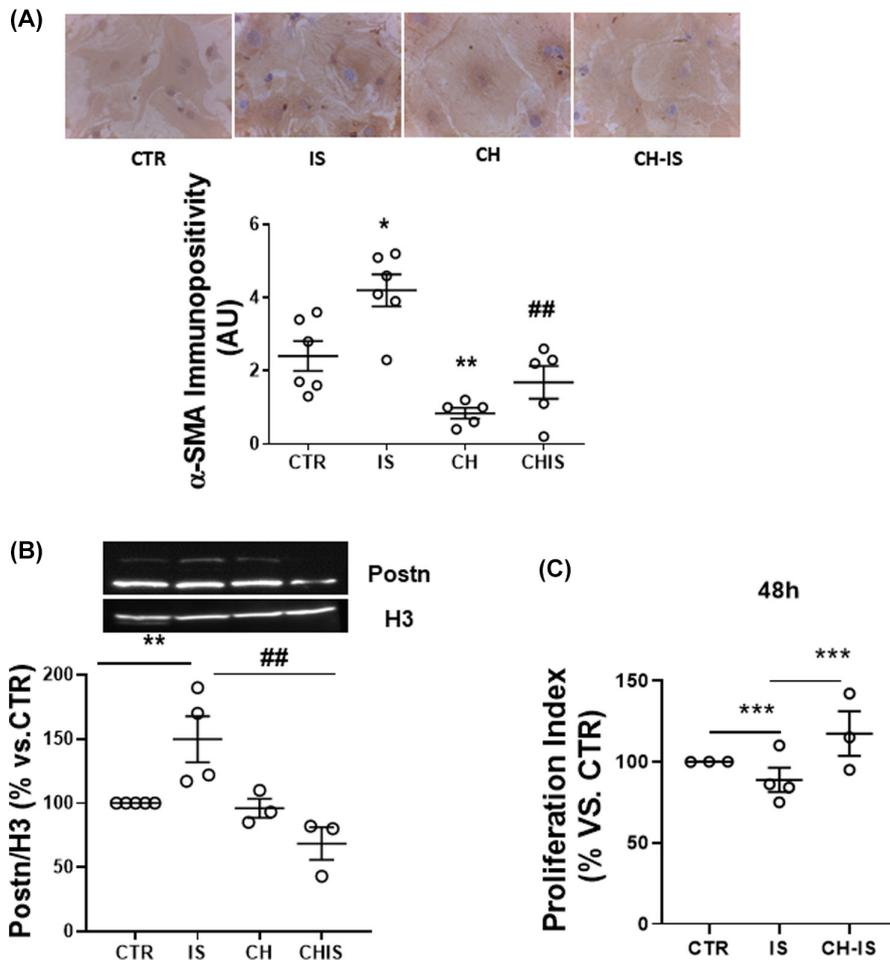 (A)
CTR IS CH CH-IS
α-SMA Immunopositivity
(AU)
6
4
2
0
*
**
##
CTR IS CH CHIS
(B)
Postn
H3
**
##
Postn/H3 (% vs.CTR)
200
150
100
50
0
CTR IS CH CHIS
(C)
48h
***
***
Proliferation Index
(% VS. CTR)
150
100
50
0
CTR IS CH-IS